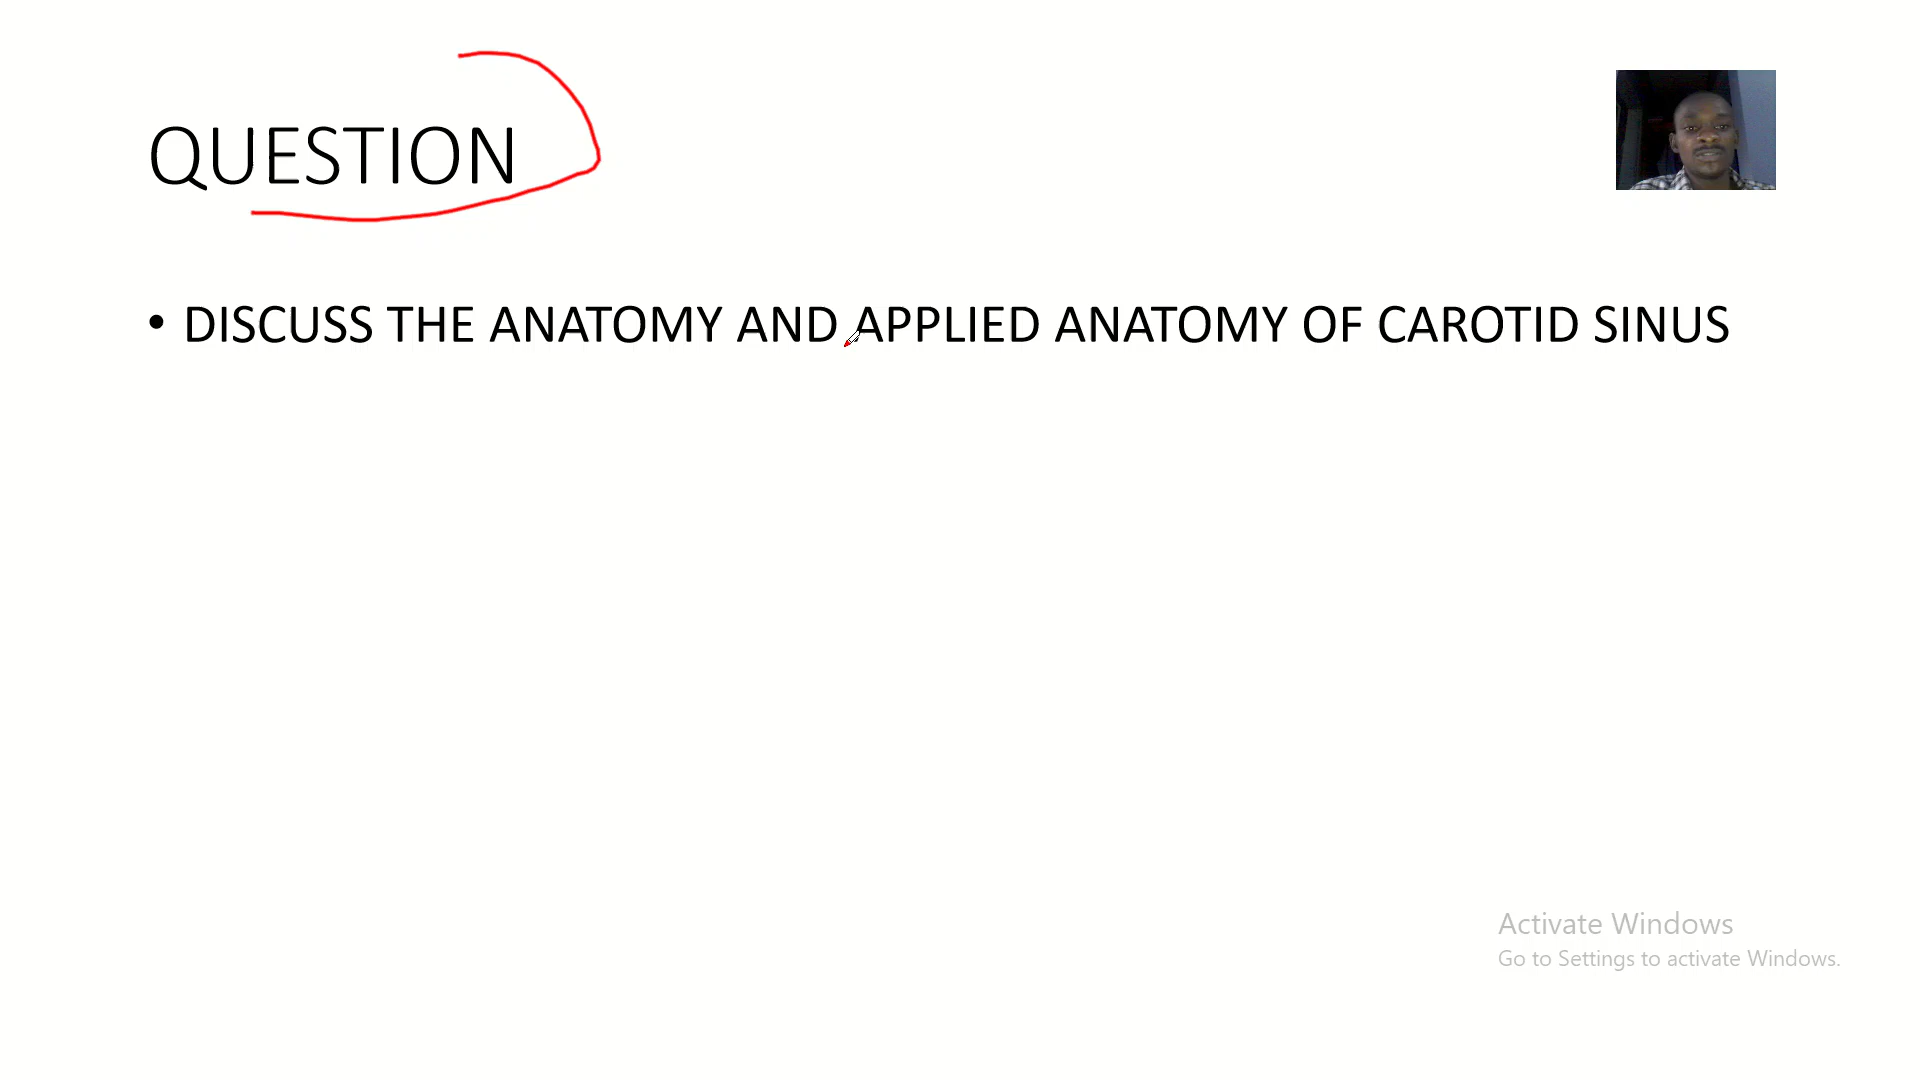 QUESTION
• DISCUSS THE ANATOMY AND APPLIED ANATOMY OF CAROTID SINUS
Activate Windows
Go to Settings to activate Windows.